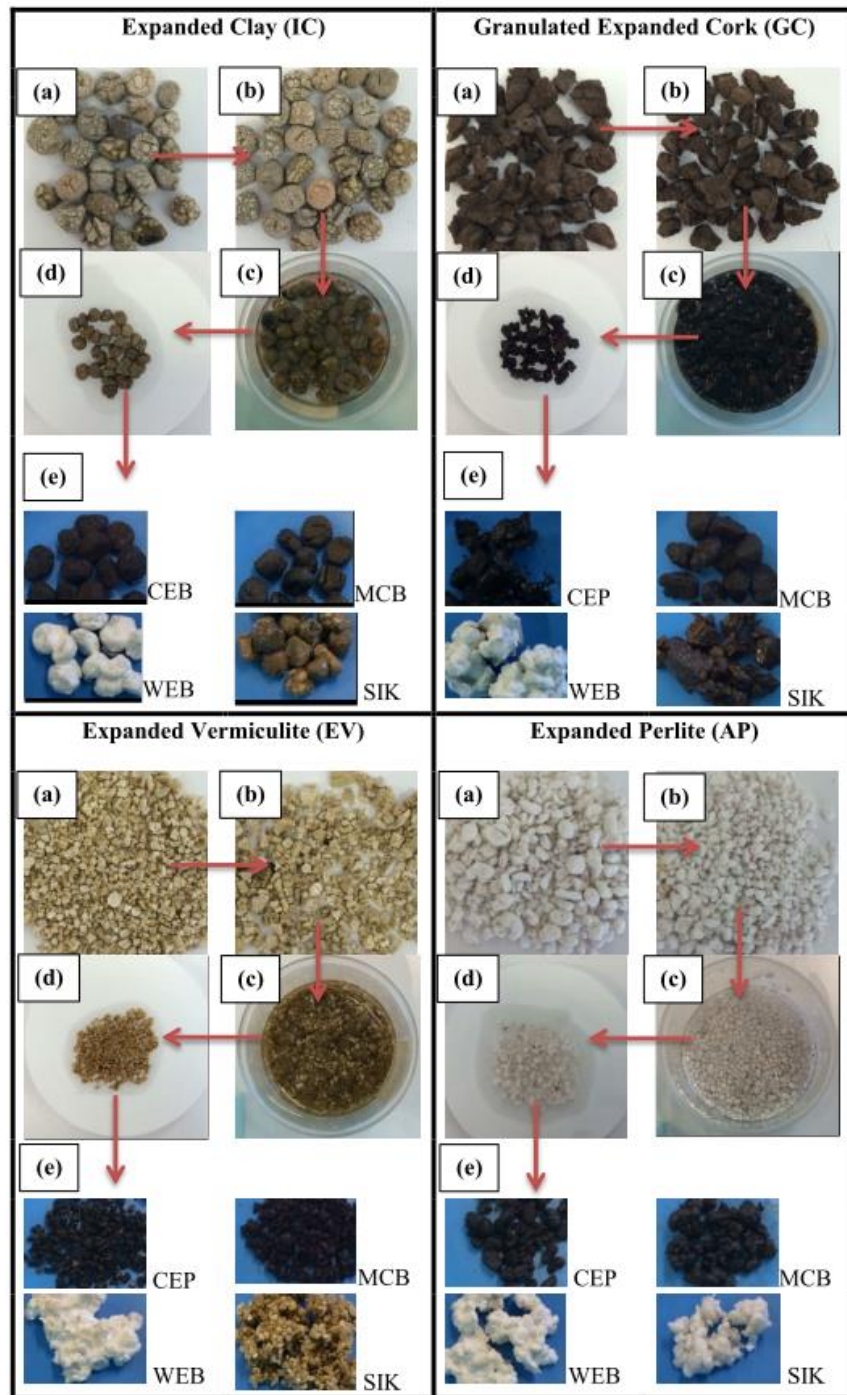 Expanded Clay (IC)
(a)
(b)
(d)
(c)
(e)
CEB
MCB
WEB
SIK
Granulated Expanded Cork (GC)
(a)
(b)
(d)
(c)
(e)
CEP
MCB
WEB
SIK
Expanded Vermiculite (EV)
(a)
(b)
(d)
(c)
(e)
CEP
MCB
WEB
SIK
Expanded Perlite (AP)
(a)
(b)
(d)
(c)
(e)
CEP
MCB
WEB
SIK